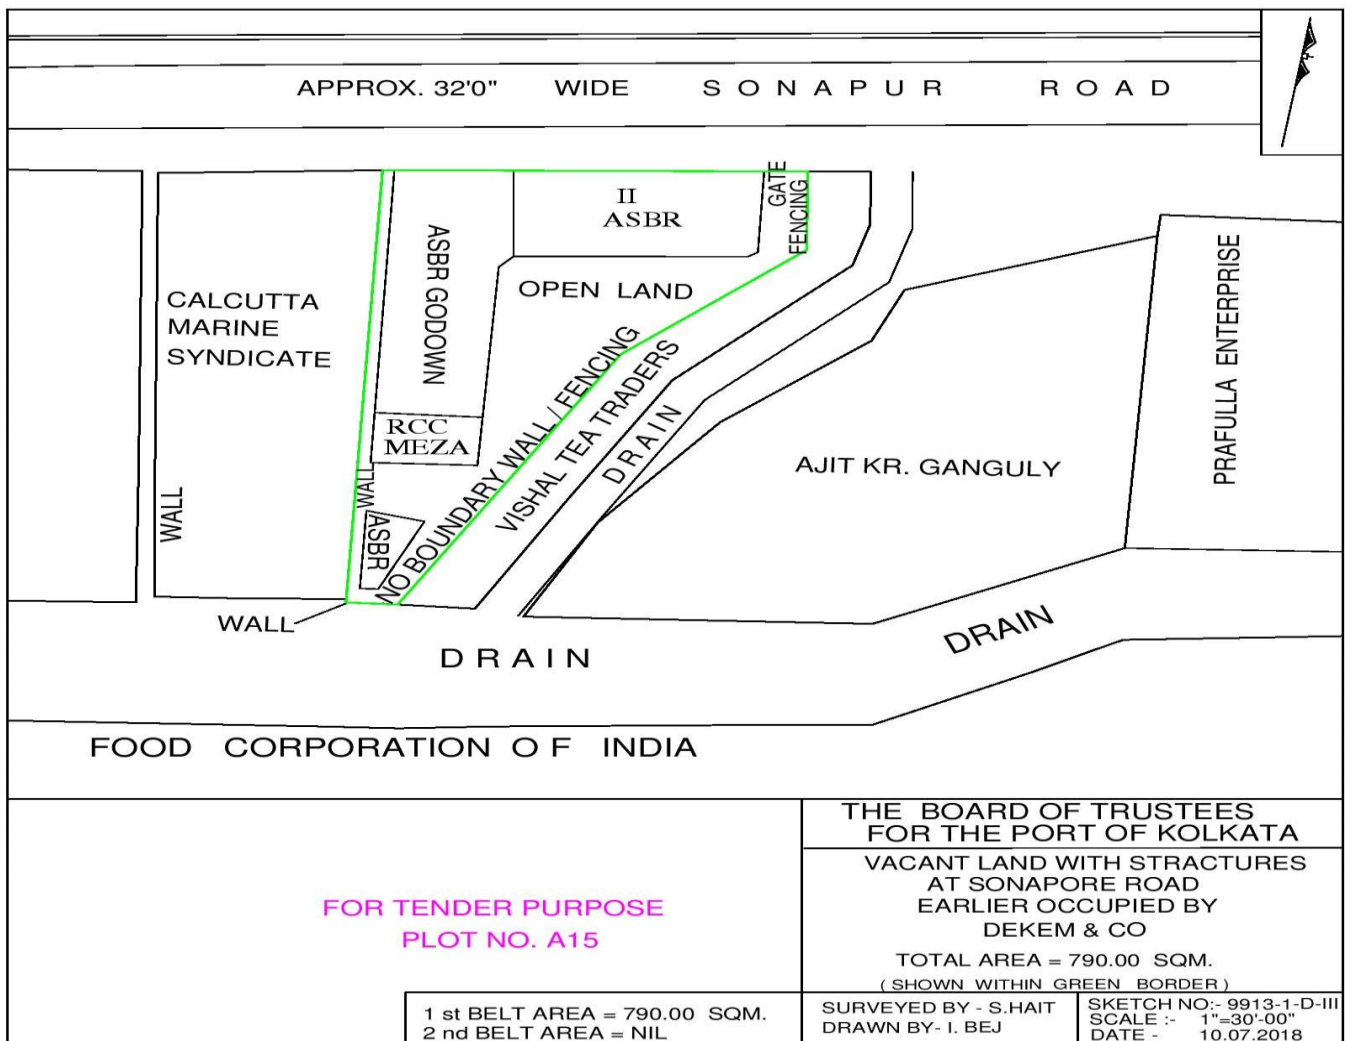 APPROX. 32'0" WIDE SONAPUR ROAD
GATE
FENCING
II
ASBR
ASBR GODOWN
OPEN LAND
CALCUTTA
MARINE
SYNDICATE
PRAFULLA ENTERPRISE
NO BOUNDARY WALL / FENCING
VISHAL TEA TRADERS
DRAIN
RCC
MEZA
AJIT KR. GANGULY
WALL
WALL
ASBR
WALL
DRAIN
DRAIN
FOOD CORPORATION OF INDIA
THE BOARD OF TRUSTEES
FOR THE PORT OF KOLKATA
VACANT LAND WITH STRACTURES
AT SONAPORE ROAD
EARLIER OCCUPIED BY
DEKEM & CO
TOTAL AREA = 790.00 SQM.
( SHOWN WITHIN GREEN BORDER )
FOR TENDER PURPOSE
PLOT NO. A15
1 st BELT AREA = 790.00 SQM.
2 nd BELT AREA = NIL
SURVEYED BY - S.HAIT
DRAWN BY- I. BEJ
SKETCH NO:- 9913-1-D-III
SCALE :- 1"=30'-00"
DATE - 10.07.2018